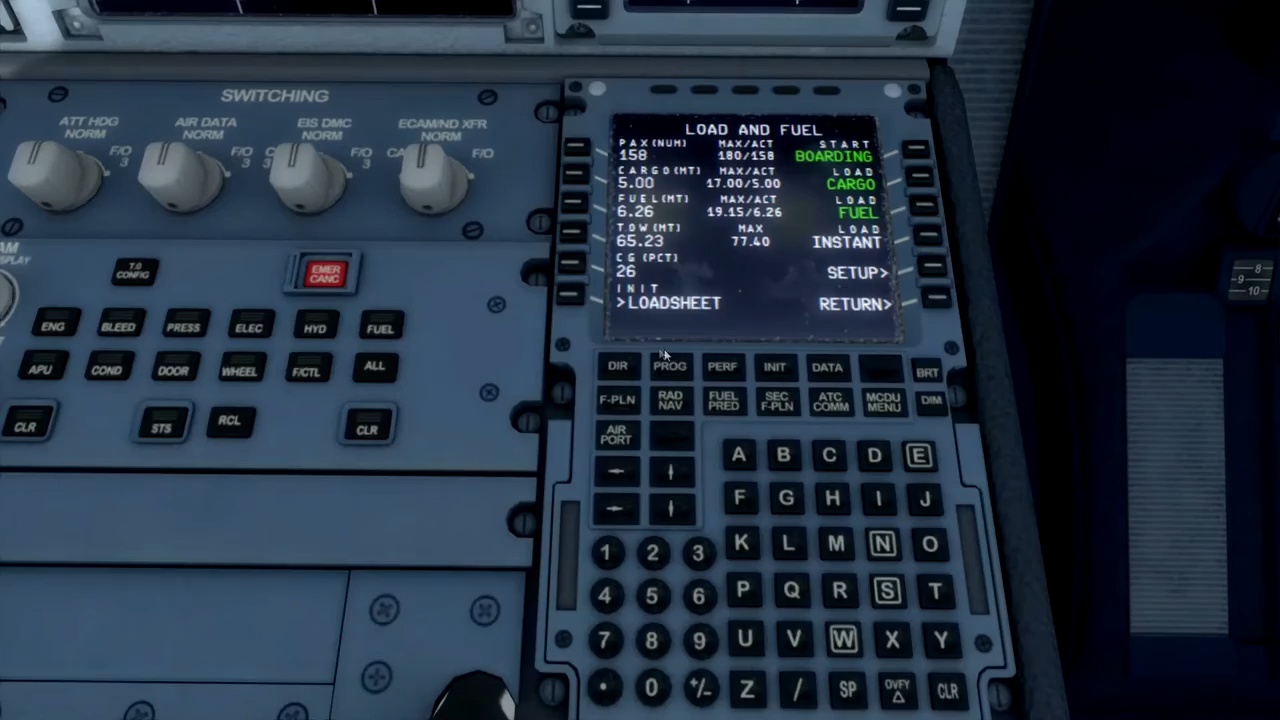 SWITCHING
ATT HDG AIR DATA EIS DMC ECAM/ND XFR
NORM NORM NORM NORM
F/O F/O F/O F/O
3 3 3
LOAD AND FUEL
PAX(NUM) MAX/ACT START
158 180/158 BOARDING
CARGO(MT) MAX/ACT LOAD
5.00 17.00/5.00 CARGO
FUEL(MT) MAX/ACT LOAD
6.26 19.15/6.26 FUEL
TOW(MT) MAX LOAD
65.23 77.40 INSTANT
CG (PCT)
26 SETUP>
INIT
>LOADSHEET RETURN>
T.O CONFIG
EMER CANC
ENG BLEED PRESS ELEC HYD FUEL
APU COND DOOR WHEEL F/CTL ALL
CLR STS RCL CLR
DIR PROG PERF INIT DATA BRT
F-PLN RAD NAV FUEL PRED SEC F-PLN ATC COMM MCDU MENU DIM
AIR PORT
A B C D E
F G H I J
K L M N O
P Q R S T
U V W X Y
Z / SP OVFY Δ CLR
1 2 3
4 5 6
7 8 9
. 0 +/-
8
9
10